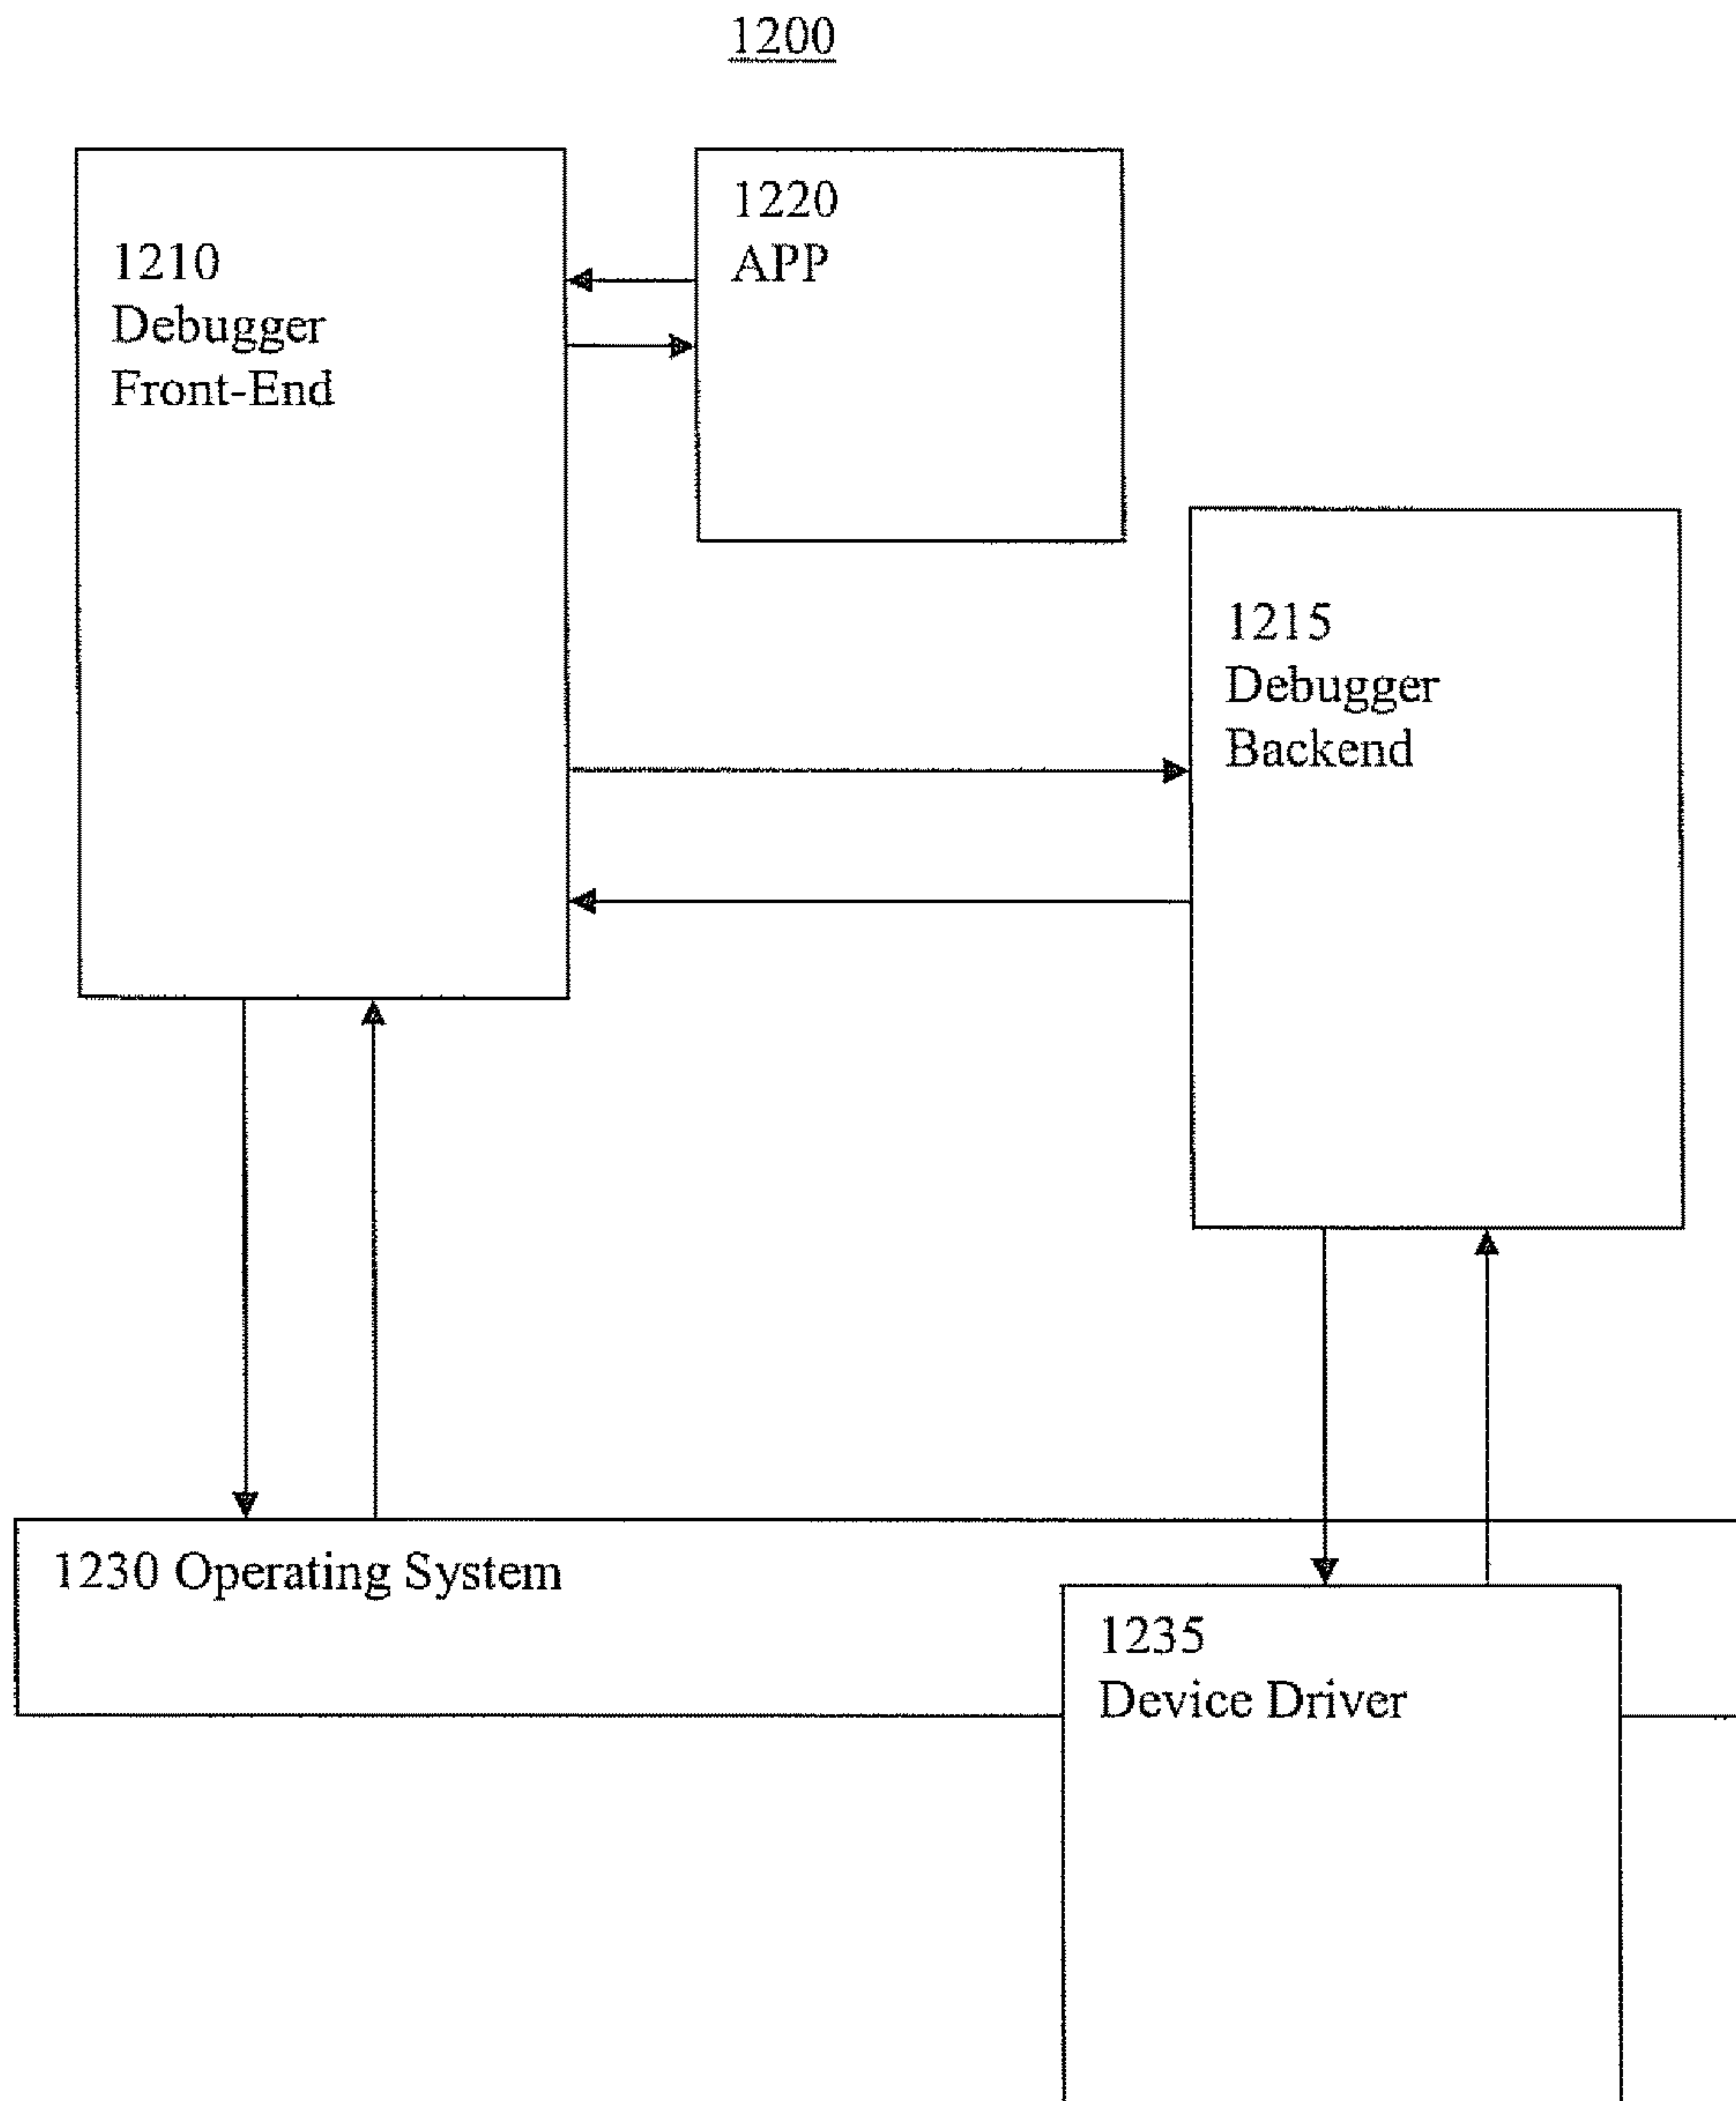 1200
1210
Debugger
Front-End
1220
APP
1215
Debugger
Backend
1230 Operating System
1235
Device Driver